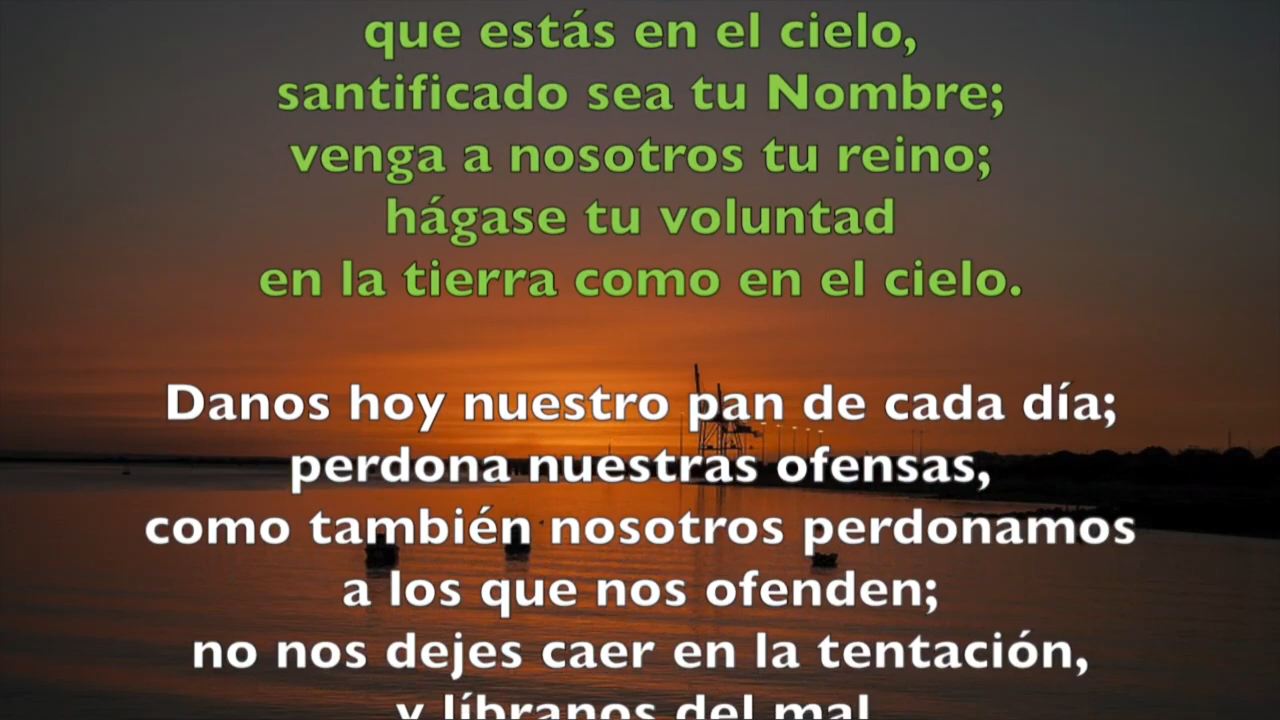 que estás en el cielo,
santificado sea tu Nombre;
venga a nosotros tu reino;
hágase tu voluntad
en la tierra como en el cielo.
Danos hoy nuestro pan de cada día;
perdona nuestras ofensas,
como también nosotros perdonamos
a los que nos ofenden;
no nos dejes caer en la tentación,
y líbranos del mal